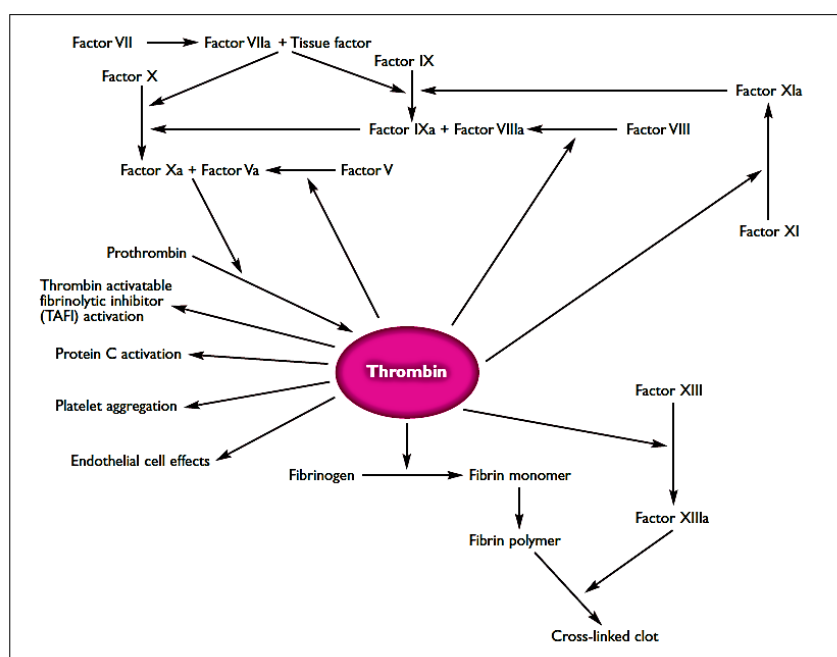 Factor VII
Factor VIIa + Tissue factor
Factor IX
Factor X
Factor XIa
Factor IXa + Factor VIIIa
Factor VIII
Factor Xa + Factor Va
Factor V
Factor XI
Prothrombin
Thrombin activatable
fibrinolytic inhibitor
(TAFI) activation
Protein C activation
Thrombin
Platelet aggregation
Factor XIII
Endothelial cell effects
Fibrinogen
Fibrin monomer
Factor XIIIa
Fibrin polymer
Cross-linked clot